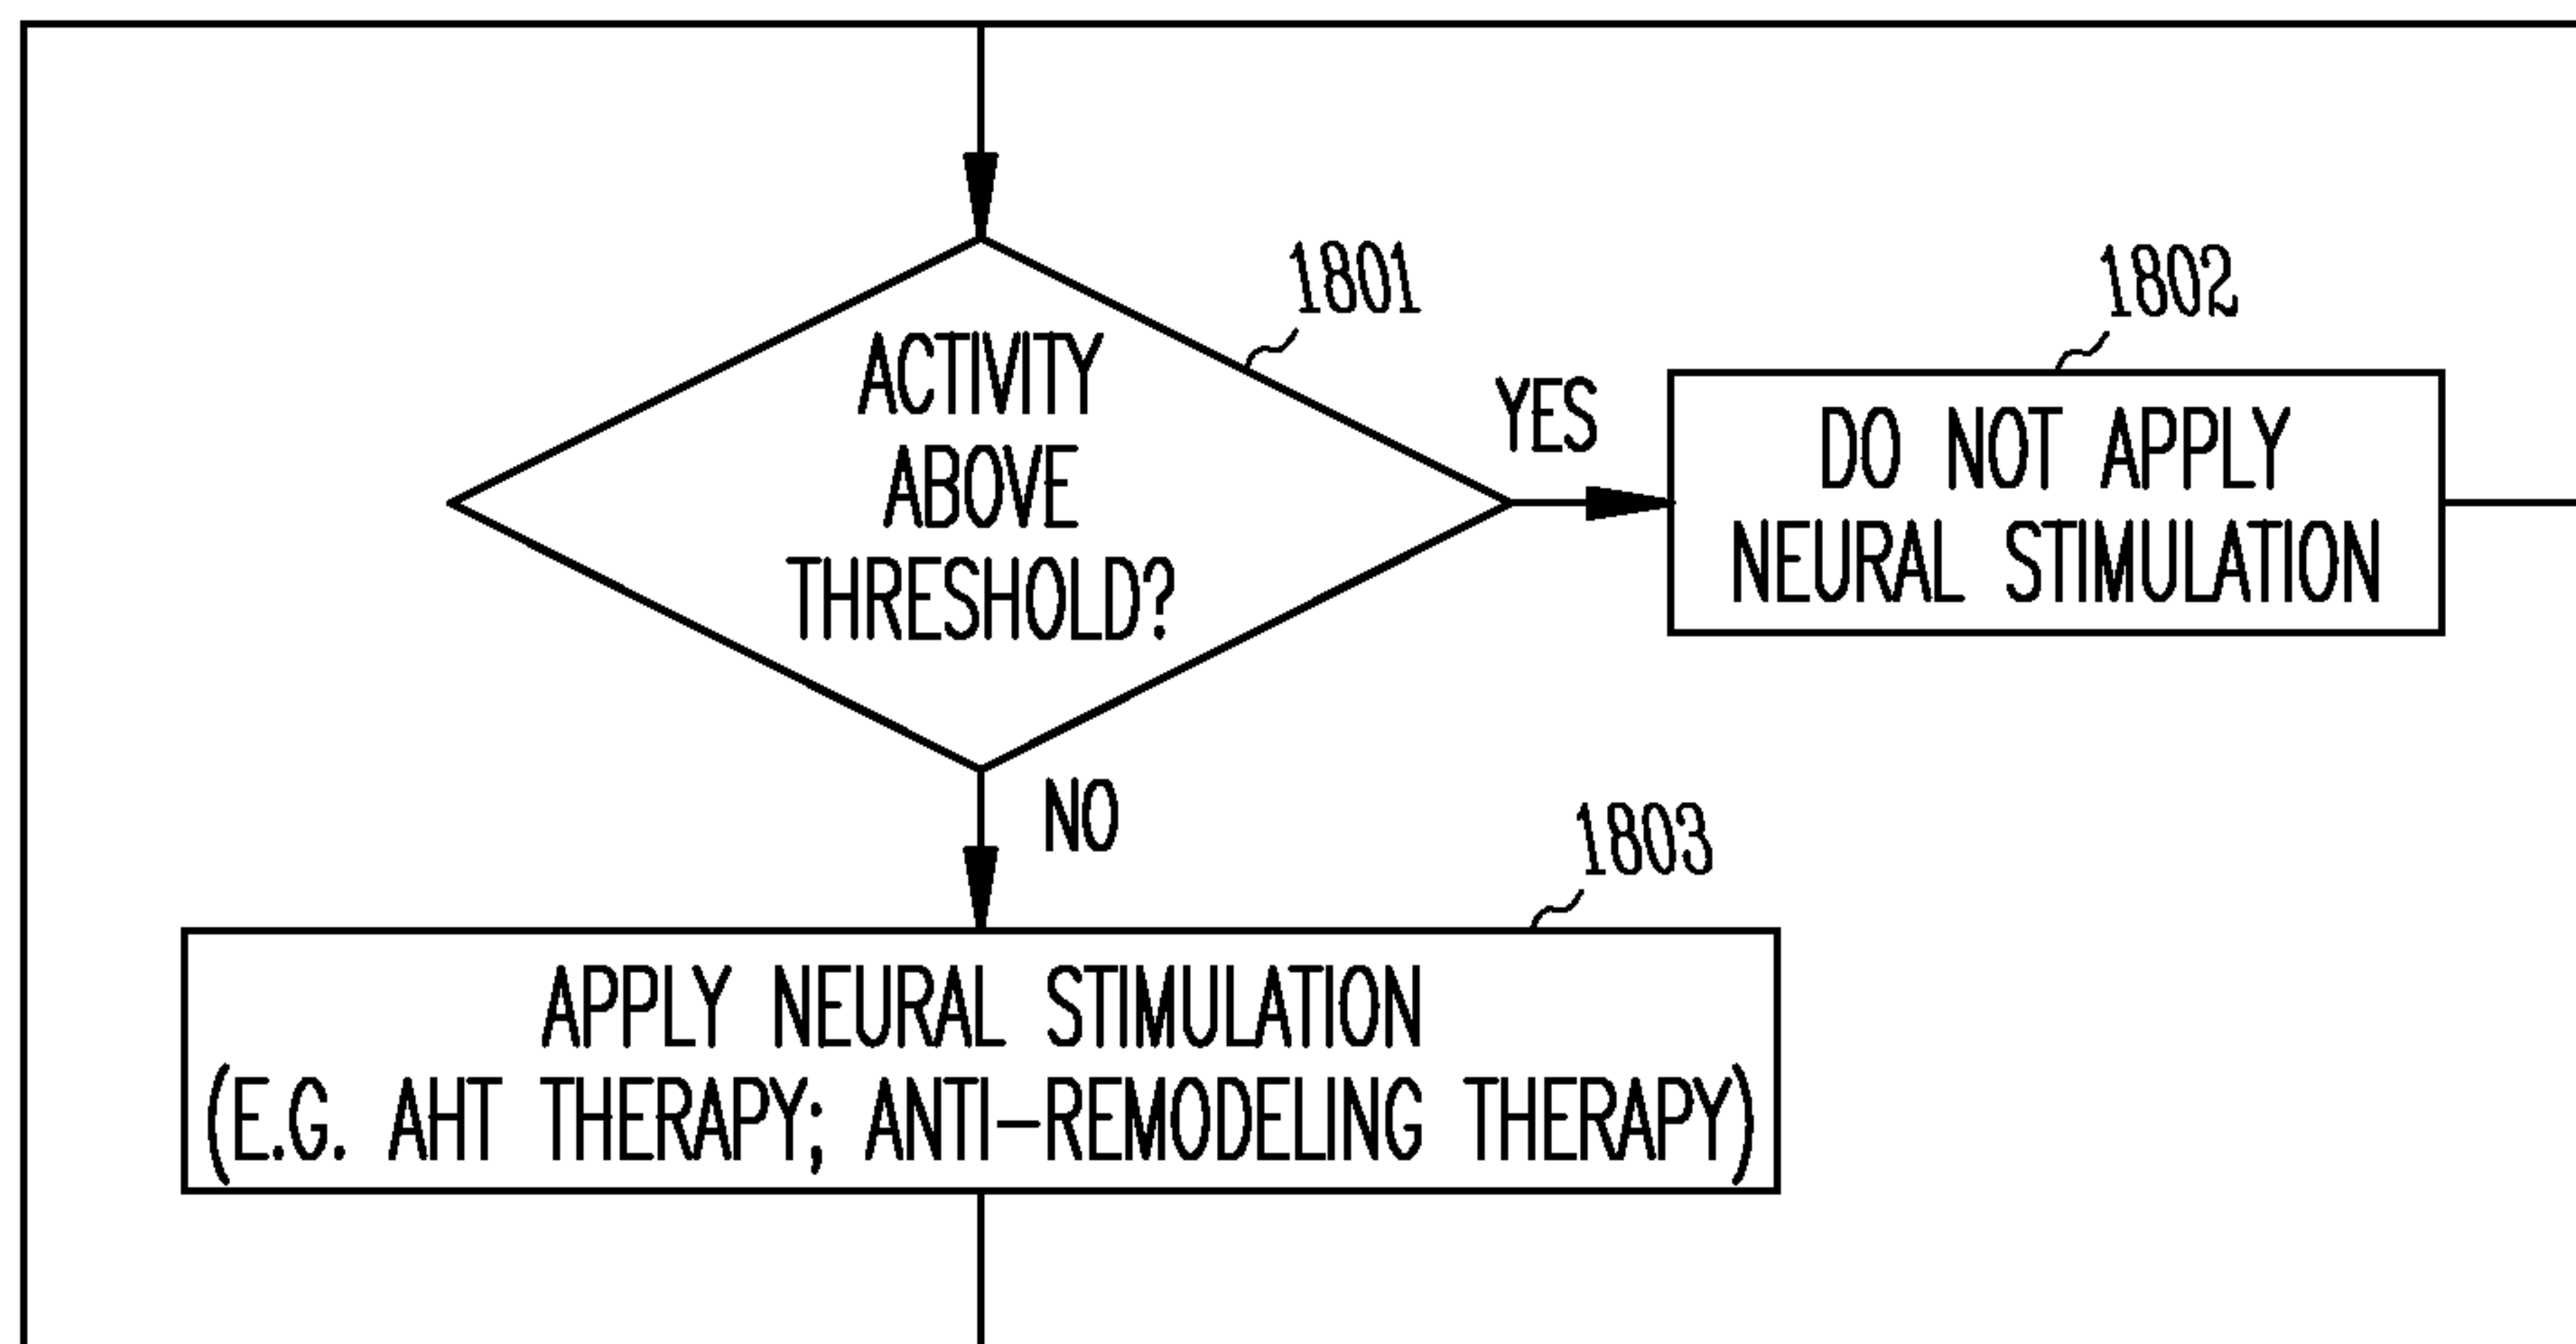 1801
ACTIVITY
ABOVE
THRESHOLD?
YES
1802
DO NOT APPLY
NEURAL STIMULATION
NO
1803
APPLY NEURAL STIMULATION
(E.G. AHT THERAPY; ANTI-REMODELING THERAPY)